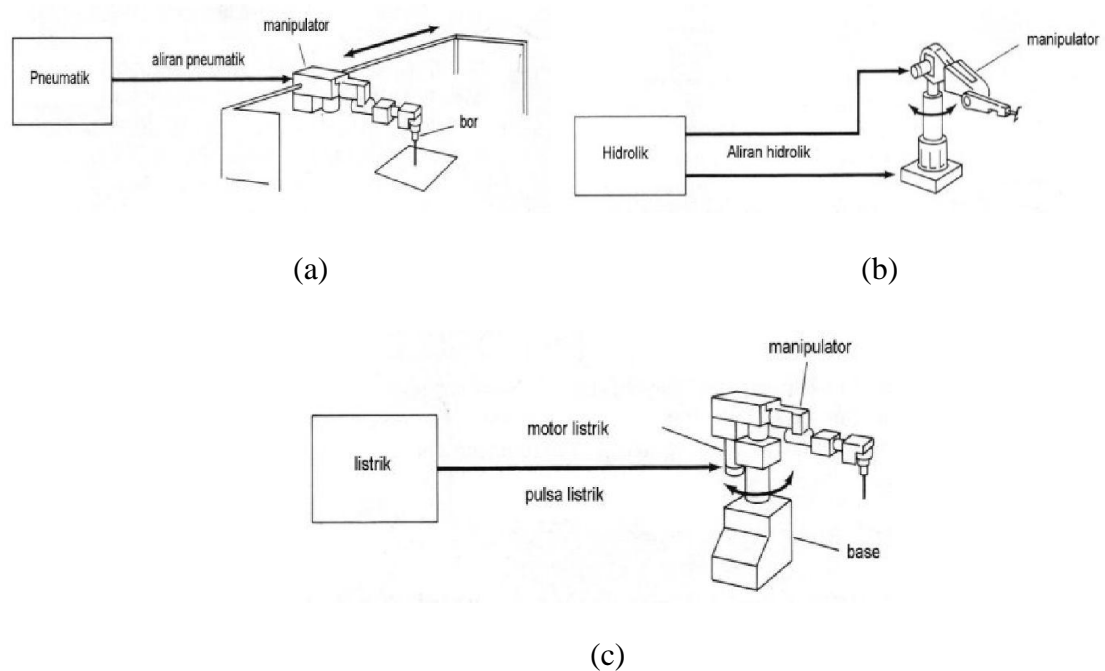 manipulator
Pneumatik
aliran pneumatik
bor
(a)
manipulator
Hidrolik
Aliran hidrolik
(b)
manipulator
motor listrik
listrik
pulsa listrik
base
(c)